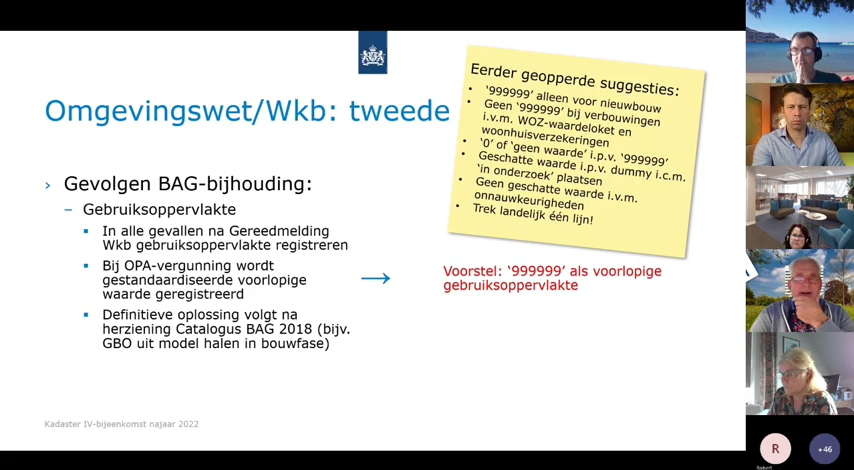 Omgevingswet/Wkb: tweede
› Gevolgen BAG-bijhouding:
– Gebruiksoppervlakte
▪ In alle gevallen na Gereedmelding
Wkb gebruiksoppervlakte registreren
▪ Bij OPA-vergunning wordt
gestandaardiseerde voorlopige
waarde geregistreerd
▪ Definitieve oplossing volgt na
herziening Catalogus BAG 2018 (bijv.
GBO uit model halen in bouwfase)
→
Eerder geopperde suggesties:
• ‘999999’ alleen voor nieuwbouw
• Geen ‘999999’ bij verbouwingen
i.v.m. WOZ-waardeloket en
woonhuisverzekeringen
• ‘0’ of ‘geen waarde’ i.p.v. ‘999999’
• Geschatte waarde i.p.v. dummy i.c.m.
‘in onderzoek’ plaatsen
• Geen geschatte waarde i.v.m.
onnauwkeurigheden
• Trek landelijk één lijn!
Voorstel: ‘999999’ als voorlopige
gebruiksoppervlakte
Kadaster IV-bijeenkomst najaar 2022
R
+46
Robert